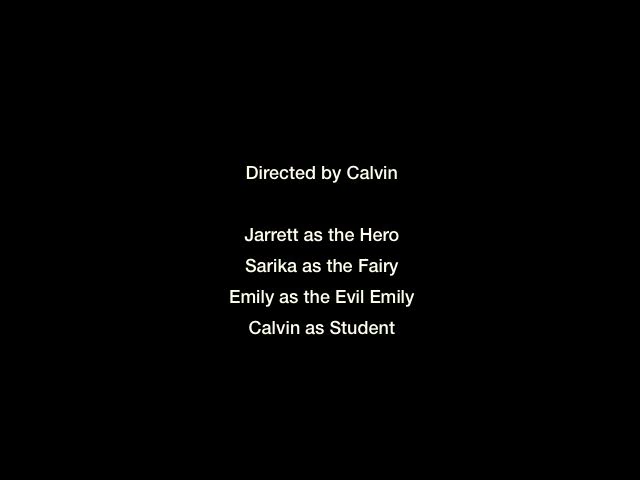 Directed by Calvin
Jarrett as the Hero
Sarika as the Fairy
Emily as the Evil Emily
Calvin as Student